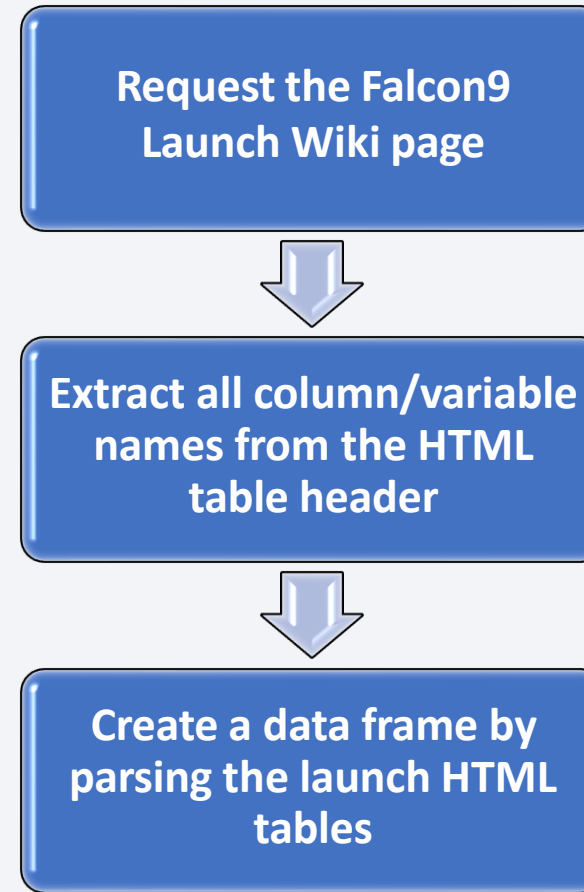 Request the Falcon9
Launch Wiki page
Extract all column/variable
names from the HTML
table header
Create a data frame by
parsing the launch HTML
tables